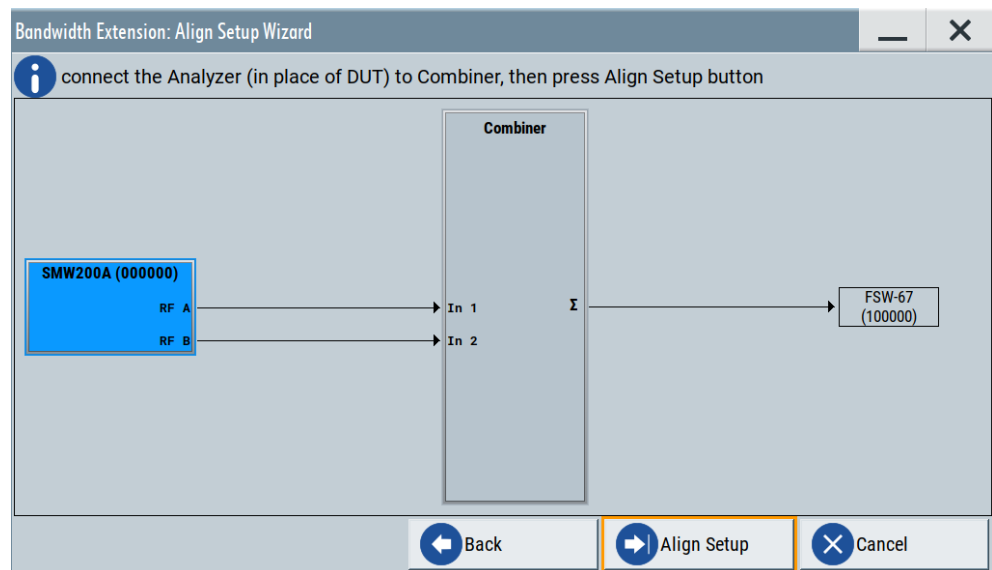 Bandwidth Extension: Align Setup Wizard
connect the Analyzer (in place of DUT) to Combiner, then press Align Setup button
Combiner
SMW200A (000000)
RF A
RF B
In 1
In 2
Σ
FSW-67
(100000)
Back
Align Setup
Cancel